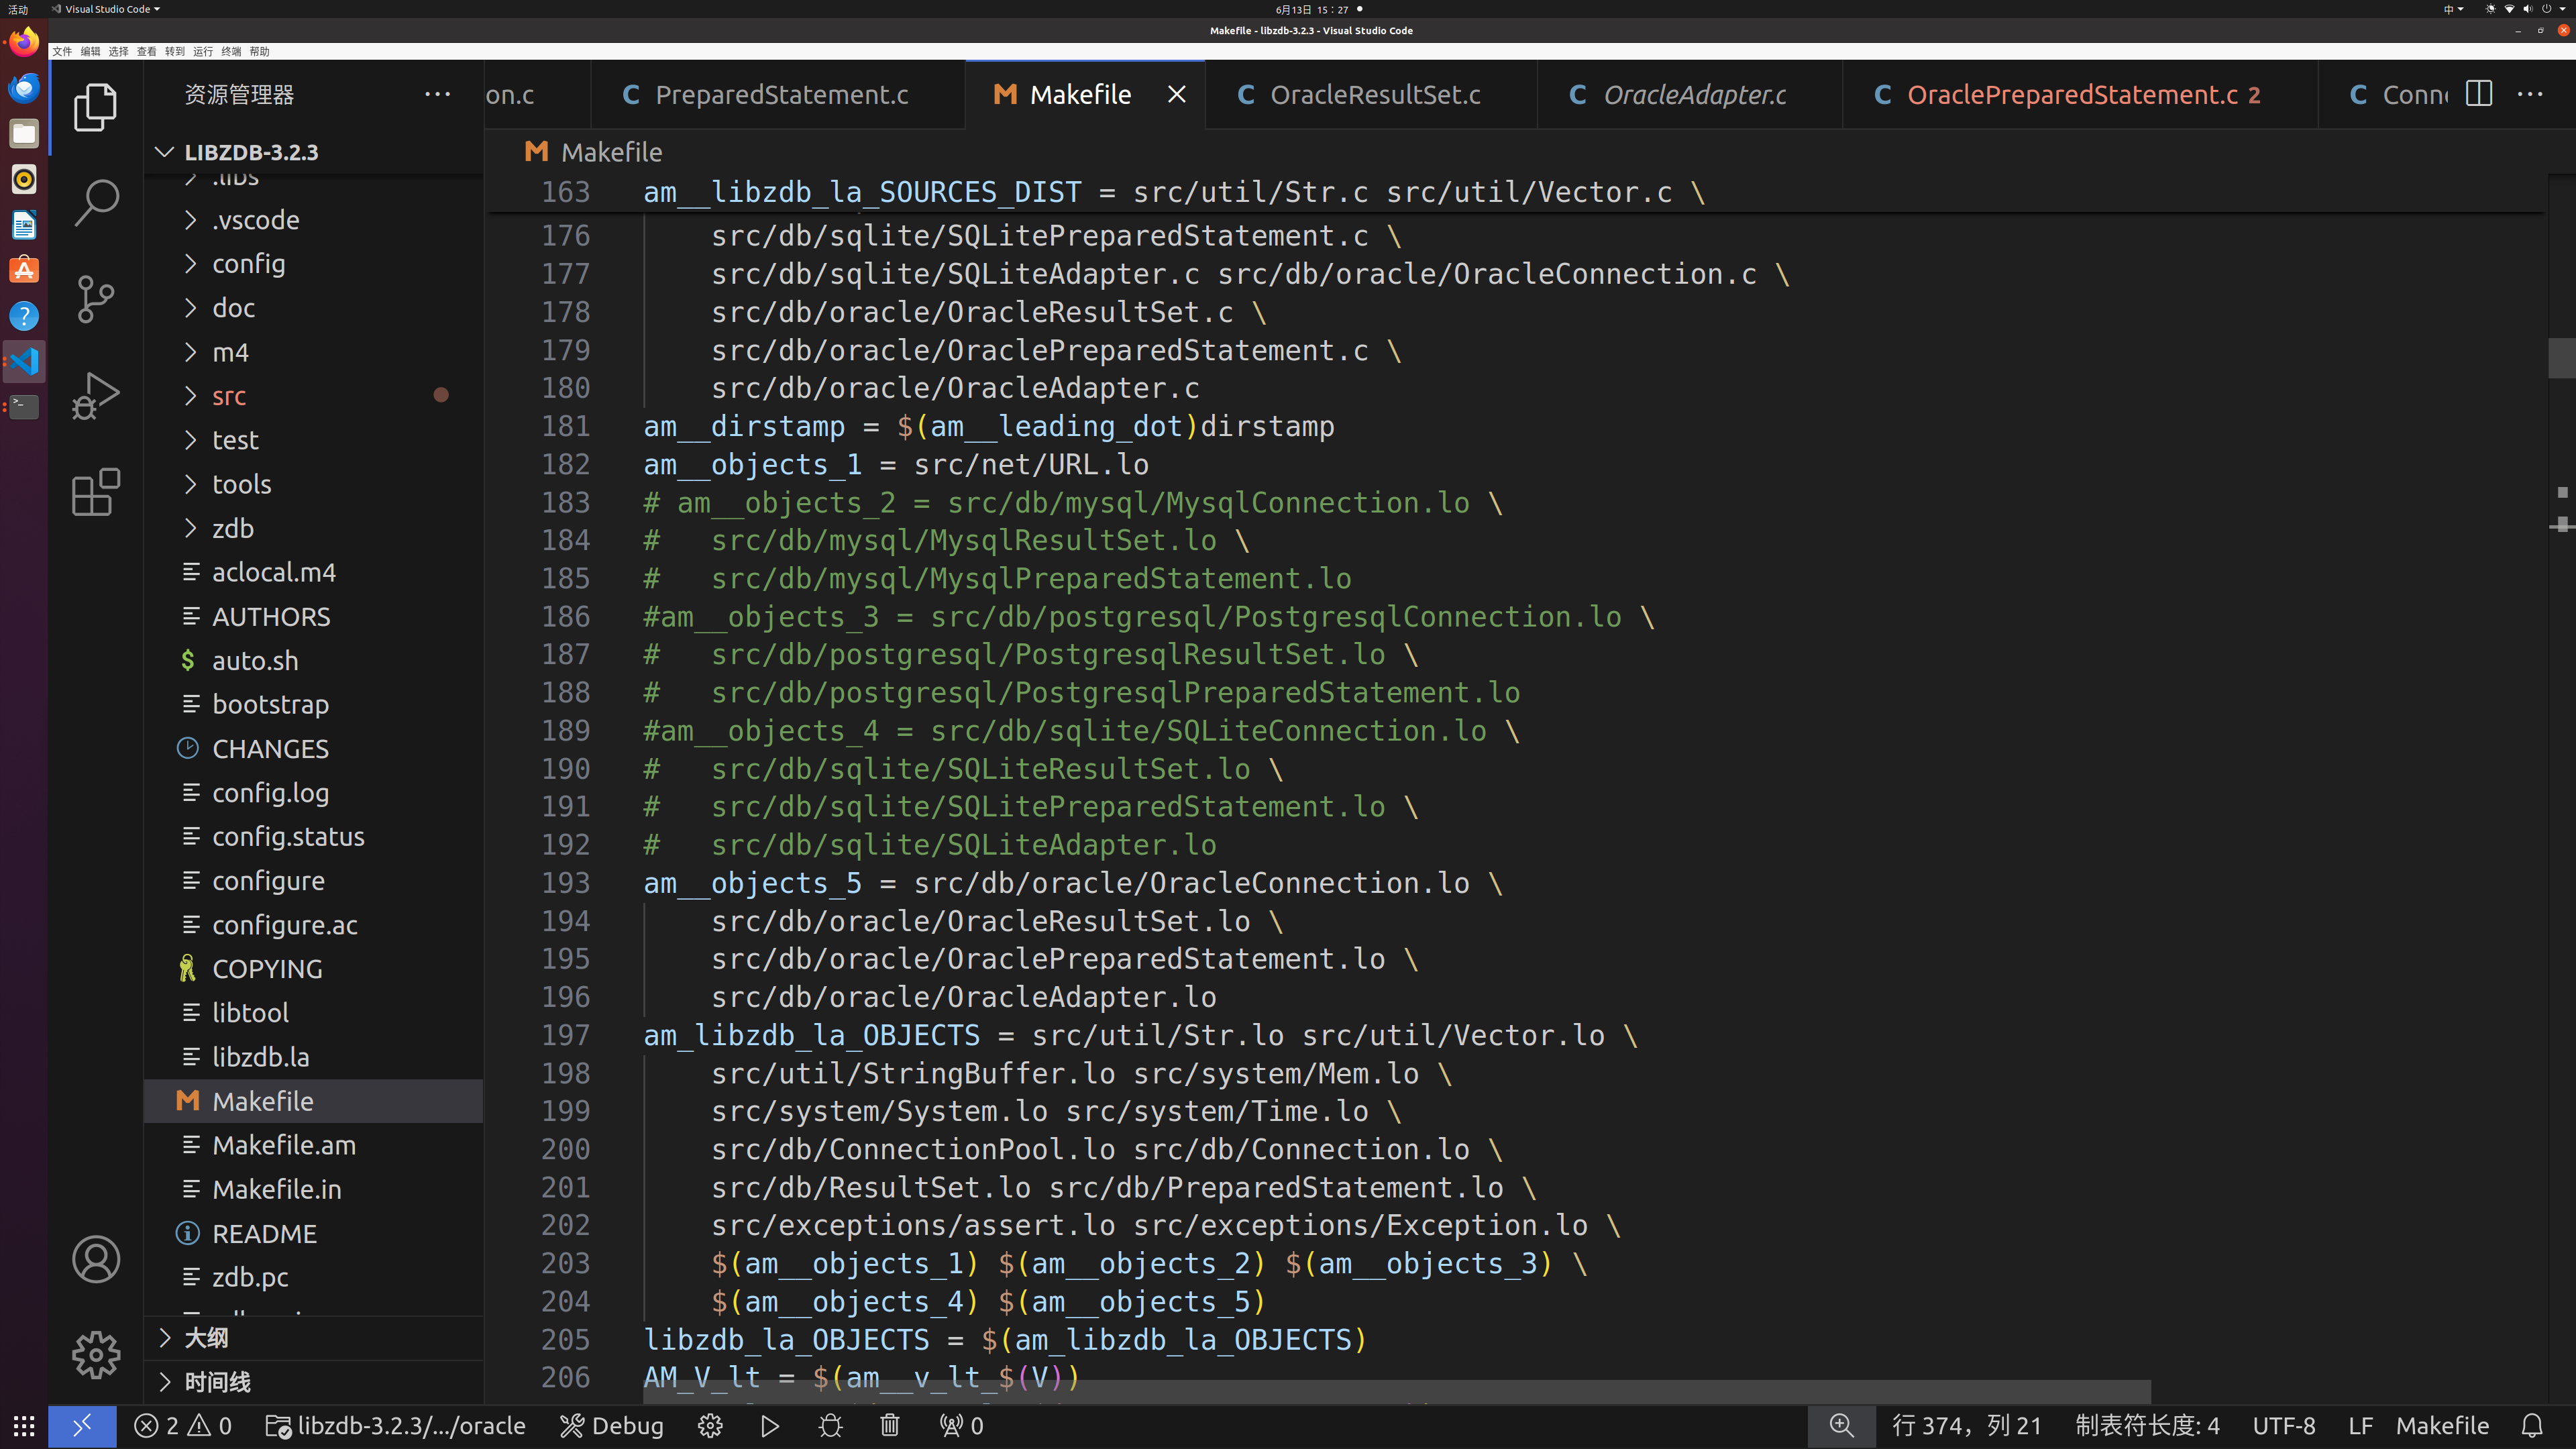 活动 Visual Studio Code 6月13日 15:27 中
Makefile - libzdb-3.2.3 - Visual Studio Code
文件 编辑 选择 查看 转到 运行 终端 帮助
资源管理器 ··· on.c C PreparedStatement.c M Makefile C OracleResultSet.c C OracleAdapter.c C OraclePreparedStatement.c 2 C Conn ···
LIBZDB-3.2.3
.libs
.vscode
config
doc
m4
src
test
tools
zdb
aclocal.m4
AUTHORS
$ auto.sh
bootstrap
CHANGES
config.log
config.status
configure
configure.ac
COPYING
libtool
libzdb.la
M Makefile
Makefile.am
Makefile.in
README
zdb.pc
大纲
时间线
M Makefile
163 am__libzdb_la_SOURCES_DIST = src/util/Str.c src/util/Vector.c \
176 src/db/sqlite/SQLitePreparedStatement.c \
177 src/db/sqlite/SQLiteAdapter.c src/db/oracle/OracleConnection.c \
178 src/db/oracle/OracleResultSet.c \
179 src/db/oracle/OraclePreparedStatement.c \
180 src/db/oracle/OracleAdapter.c
181 am__dirstamp = $(am__leading_dot)dirstamp
182 am__objects_1 = src/net/URL.lo
183 # am__objects_2 = src/db/mysql/MysqlConnection.lo \
184 # src/db/mysql/MysqlResultSet.lo \
185 # src/db/mysql/MysqlPreparedStatement.lo
186 #am__objects_3 = src/db/postgresql/PostgresqlConnection.lo \
187 # src/db/postgresql/PostgresqlResultSet.lo \
188 # src/db/postgresql/PostgresqlPreparedStatement.lo
189 #am__objects_4 = src/db/sqlite/SQLiteConnection.lo \
190 # src/db/sqlite/SQLiteResultSet.lo \
191 # src/db/sqlite/SQLitePreparedStatement.lo \
192 # src/db/sqlite/SQLiteAdapter.lo
193 am__objects_5 = src/db/oracle/OracleConnection.lo \
194 src/db/oracle/OracleResultSet.lo \
195 src/db/oracle/OraclePreparedStatement.lo \
196 src/db/oracle/OracleAdapter.lo
197 am_libzdb_la_OBJECTS = src/util/Str.lo src/util/Vector.lo \
198 src/util/StringBuffer.lo src/system/Mem.lo \
199 src/system/System.lo src/system/Time.lo \
200 src/db/ConnectionPool.lo src/db/Connection.lo \
201 src/db/ResultSet.lo src/db/PreparedStatement.lo \
202 src/exceptions/assert.lo src/exceptions/Exception.lo \
203 $(am__objects_1) $(am__objects_2) $(am__objects_3) \
204 $(am__objects_4) $(am__objects_5)
205 libzdb_la_OBJECTS = $(am_libzdb_la_OBJECTS)
206 AM_V_lt = $(am__v_lt_$(V))
2 0 libzdb-3.2.3/.../oracle Debug 0 行 374，列 21 制表符长度: 4 UTF-8 LF Makefile